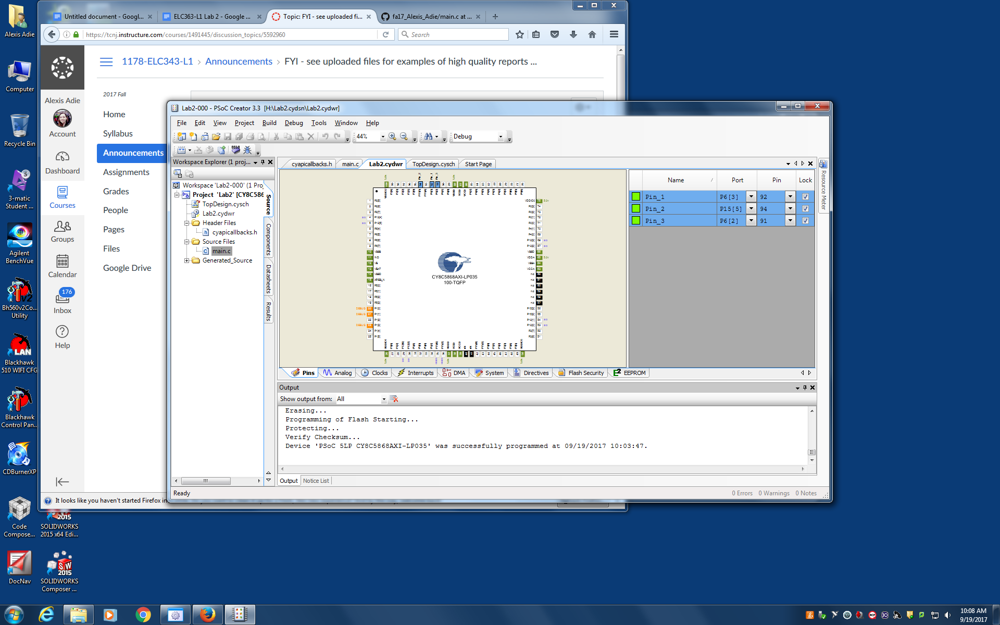 Alexis Adie
Computer
Recycle Bin
3-matic
Student ...
Agilent
BenchVue
Bh560v2Co...
Utility
Blackhawk
510 WIFI CFG
Blackhawk
Control Pan...
CDBurnerXP
Code
Compose...
SOLIDWORKS
2015 x64 Edi...
DocNav
SOLIDWORKS
Composer ...
Untitled document - Googl...
ELC363-L1 Lab 2 - Google ...
Topic: FYI - see uploaded fi...
fa17_Alexis_Adie/main.c at ...
https://tcnj.instructure.com/courses/1491445/discussion_topics/5592960
Search
Alexis Adie
Account
Dashboard
Courses
Groups
Calendar
176
Inbox
Help
1178-ELC343-L1 > Announcements > FYI - see uploaded files for examples of high quality reports ...
2017 Fall
Home
Syllabus
Announcements
Assignments
Grades
People
Pages
Files
Google Drive
It looks like you haven't started Firefox in
Lab2-000 - PSoC Creator 3.3 [H:\Lab2.cydsn\Lab2.cydwr]
File Edit View Project Build Debug Tools Window Help
44%
Debug
Workspace Explorer (1 proj...
Workspace 'Lab2-000' (1 Pro
Project 'Lab2' [CY8C586
TopDesign.cysch
Lab2.cydwr
Header Files
cyapicallbacks.h
Source Files
main.c
Generated_Source
Source
Components
Datasheets
Results
cyapicallbacks.h main.c Lab2.cydwr TopDesign.cysch Start Page
CY8C5868AXI-LP035
100-TQFP
Name Port Pin Lock
Pin_1 P6[3] 92
Pin_2 P15[5] 94
Pin_3 P6[2] 91
Resource Meter
Pins Analog Clocks Interrupts DMA System Directives Flash Security EEPROM
Output
Show output from: All
Erasing...
Programming of Flash Starting...
Protecting...
Verify Checksum...
Device 'PSoC 5LP CY8C5868AXI-LP035' was successfully programmed at 09/19/2017 10:03:47.
Output Notice List
Ready
0 Errors 0 Warnings 0 Notes
10:08 AM
9/19/2017